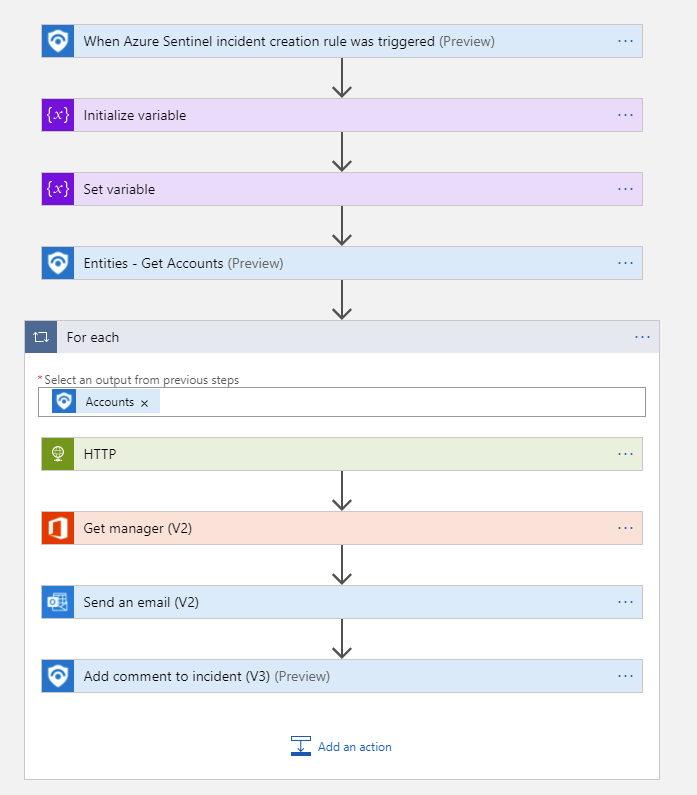 When Azure Sentinel incident creation rule was triggered (Preview)
{x} Initialize variable
{x} Set variable
Entities - Get Accounts (Preview)
For each
* Select an output from previous steps
Accounts ×
HTTP
Get manager (V2)
Send an email (V2)
Add comment to incident (V3) (Preview)
Add an action